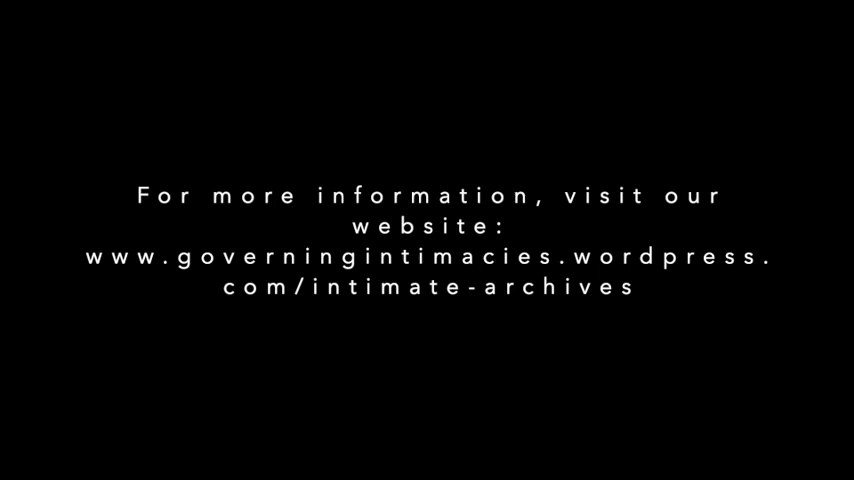 For more information, visit our
website:
www.governingintimacies.wordpress.
com/intimate-archives